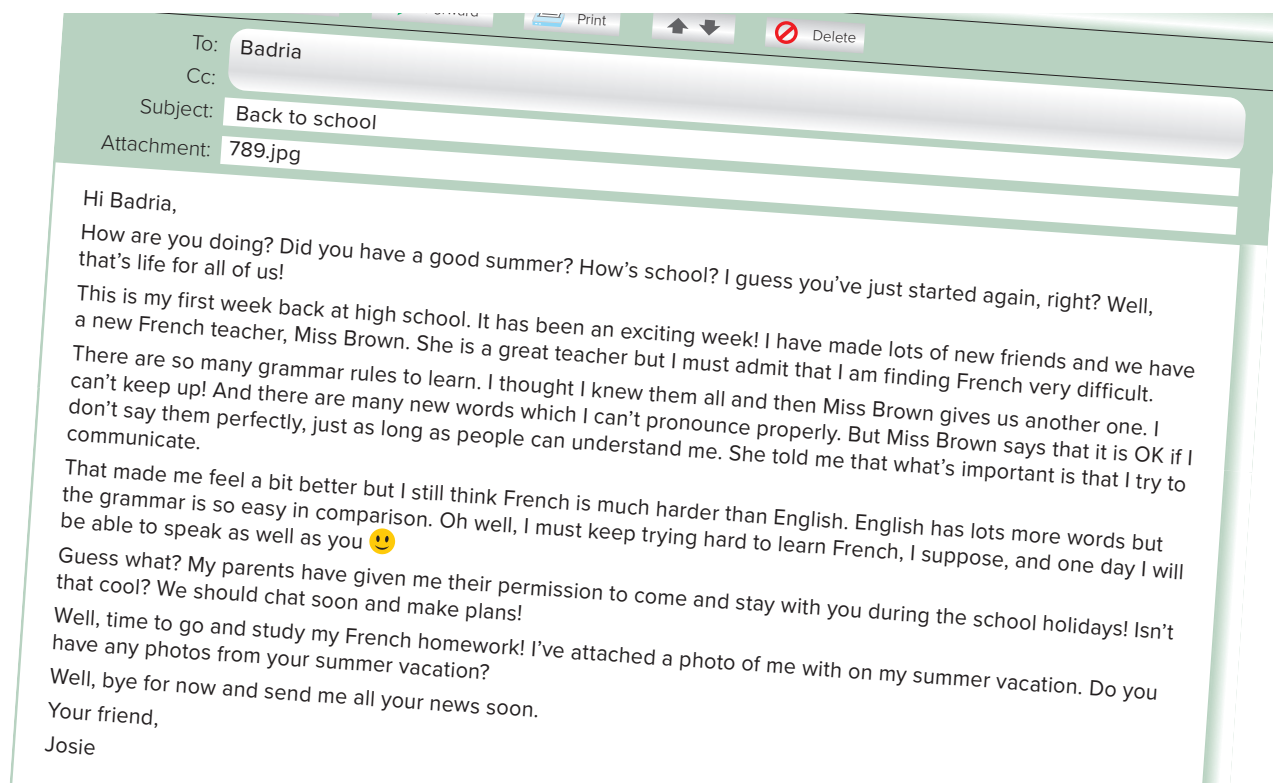 Print
Delete
To: Badria
Cc:
Subject: Back to school
Attachment: 789.jpg
Hi Badria,
How are you doing? Did you have a good summer? How's school? I guess you've just started again, right? Well,
that's life for all of us!
This is my first week back at high school. It has been an exciting week! I have made lots of new friends and we have
a new French teacher, Miss Brown. She is a great teacher but I must admit that I am finding French very difficult.
There are so many grammar rules to learn. I thought I knew them all and then Miss Brown gives us another one. I
can't keep up! And there are many new words which I can't pronounce properly. But Miss Brown says that it is OK if I
don't say them perfectly, just as long as people can understand me. She told me that what's important is that I try to
communicate.
That made me feel a bit better but I still think French is much harder than English. English has lots more words but
the grammar is so easy in comparison. Oh well, I must keep trying hard to learn French, I suppose, and one day I will
be able to speak as well as you 🙂
Guess what? My parents have given me their permission to come and stay with you during the school holidays! Isn't
that cool? We should chat soon and make plans!
Well, time to go and study my French homework! I've attached a photo of me with on my summer vacation. Do you
have any photos from your summer vacation?
Well, bye for now and send me all your news soon.
Your friend,
Josie